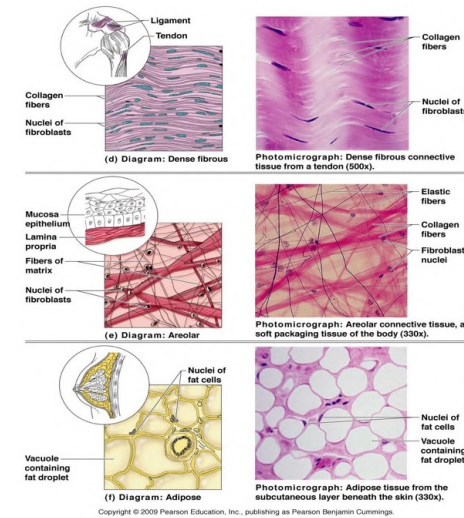 Ligament
Tendon
Collagen
fibers
Nuclei of
fibroblasts
(d) Diagram: Dense fibrous
Collagen
fibers
Nuclei of
fibroblasts
Photomicrograph: Dense fibrous connective
tissue from a tendon (500x).
Mucosa
epithelium
Lamina
propria
Fibers of
matrix
Nuclei of
fibroblasts
(e) Diagram: Areolar
Elastic
fibers
Collagen
fibers
Fibroblast
nuclei
Photomicrograph: Areolar connective tissue, a
soft packaging tissue of the body (330x).
Nuclei of
fat cells
Vacuole
containing
fat droplet
(f) Diagram: Adipose
Nuclei of
fat cells
Vacuole
containing
fat droplet
Photomicrograph: Adipose tissue from the
subcutaneous layer beneath the skin (330x).
Copyright © 2009 Pearson Education, Inc., publishing as Pearson Benjamin Cummings.